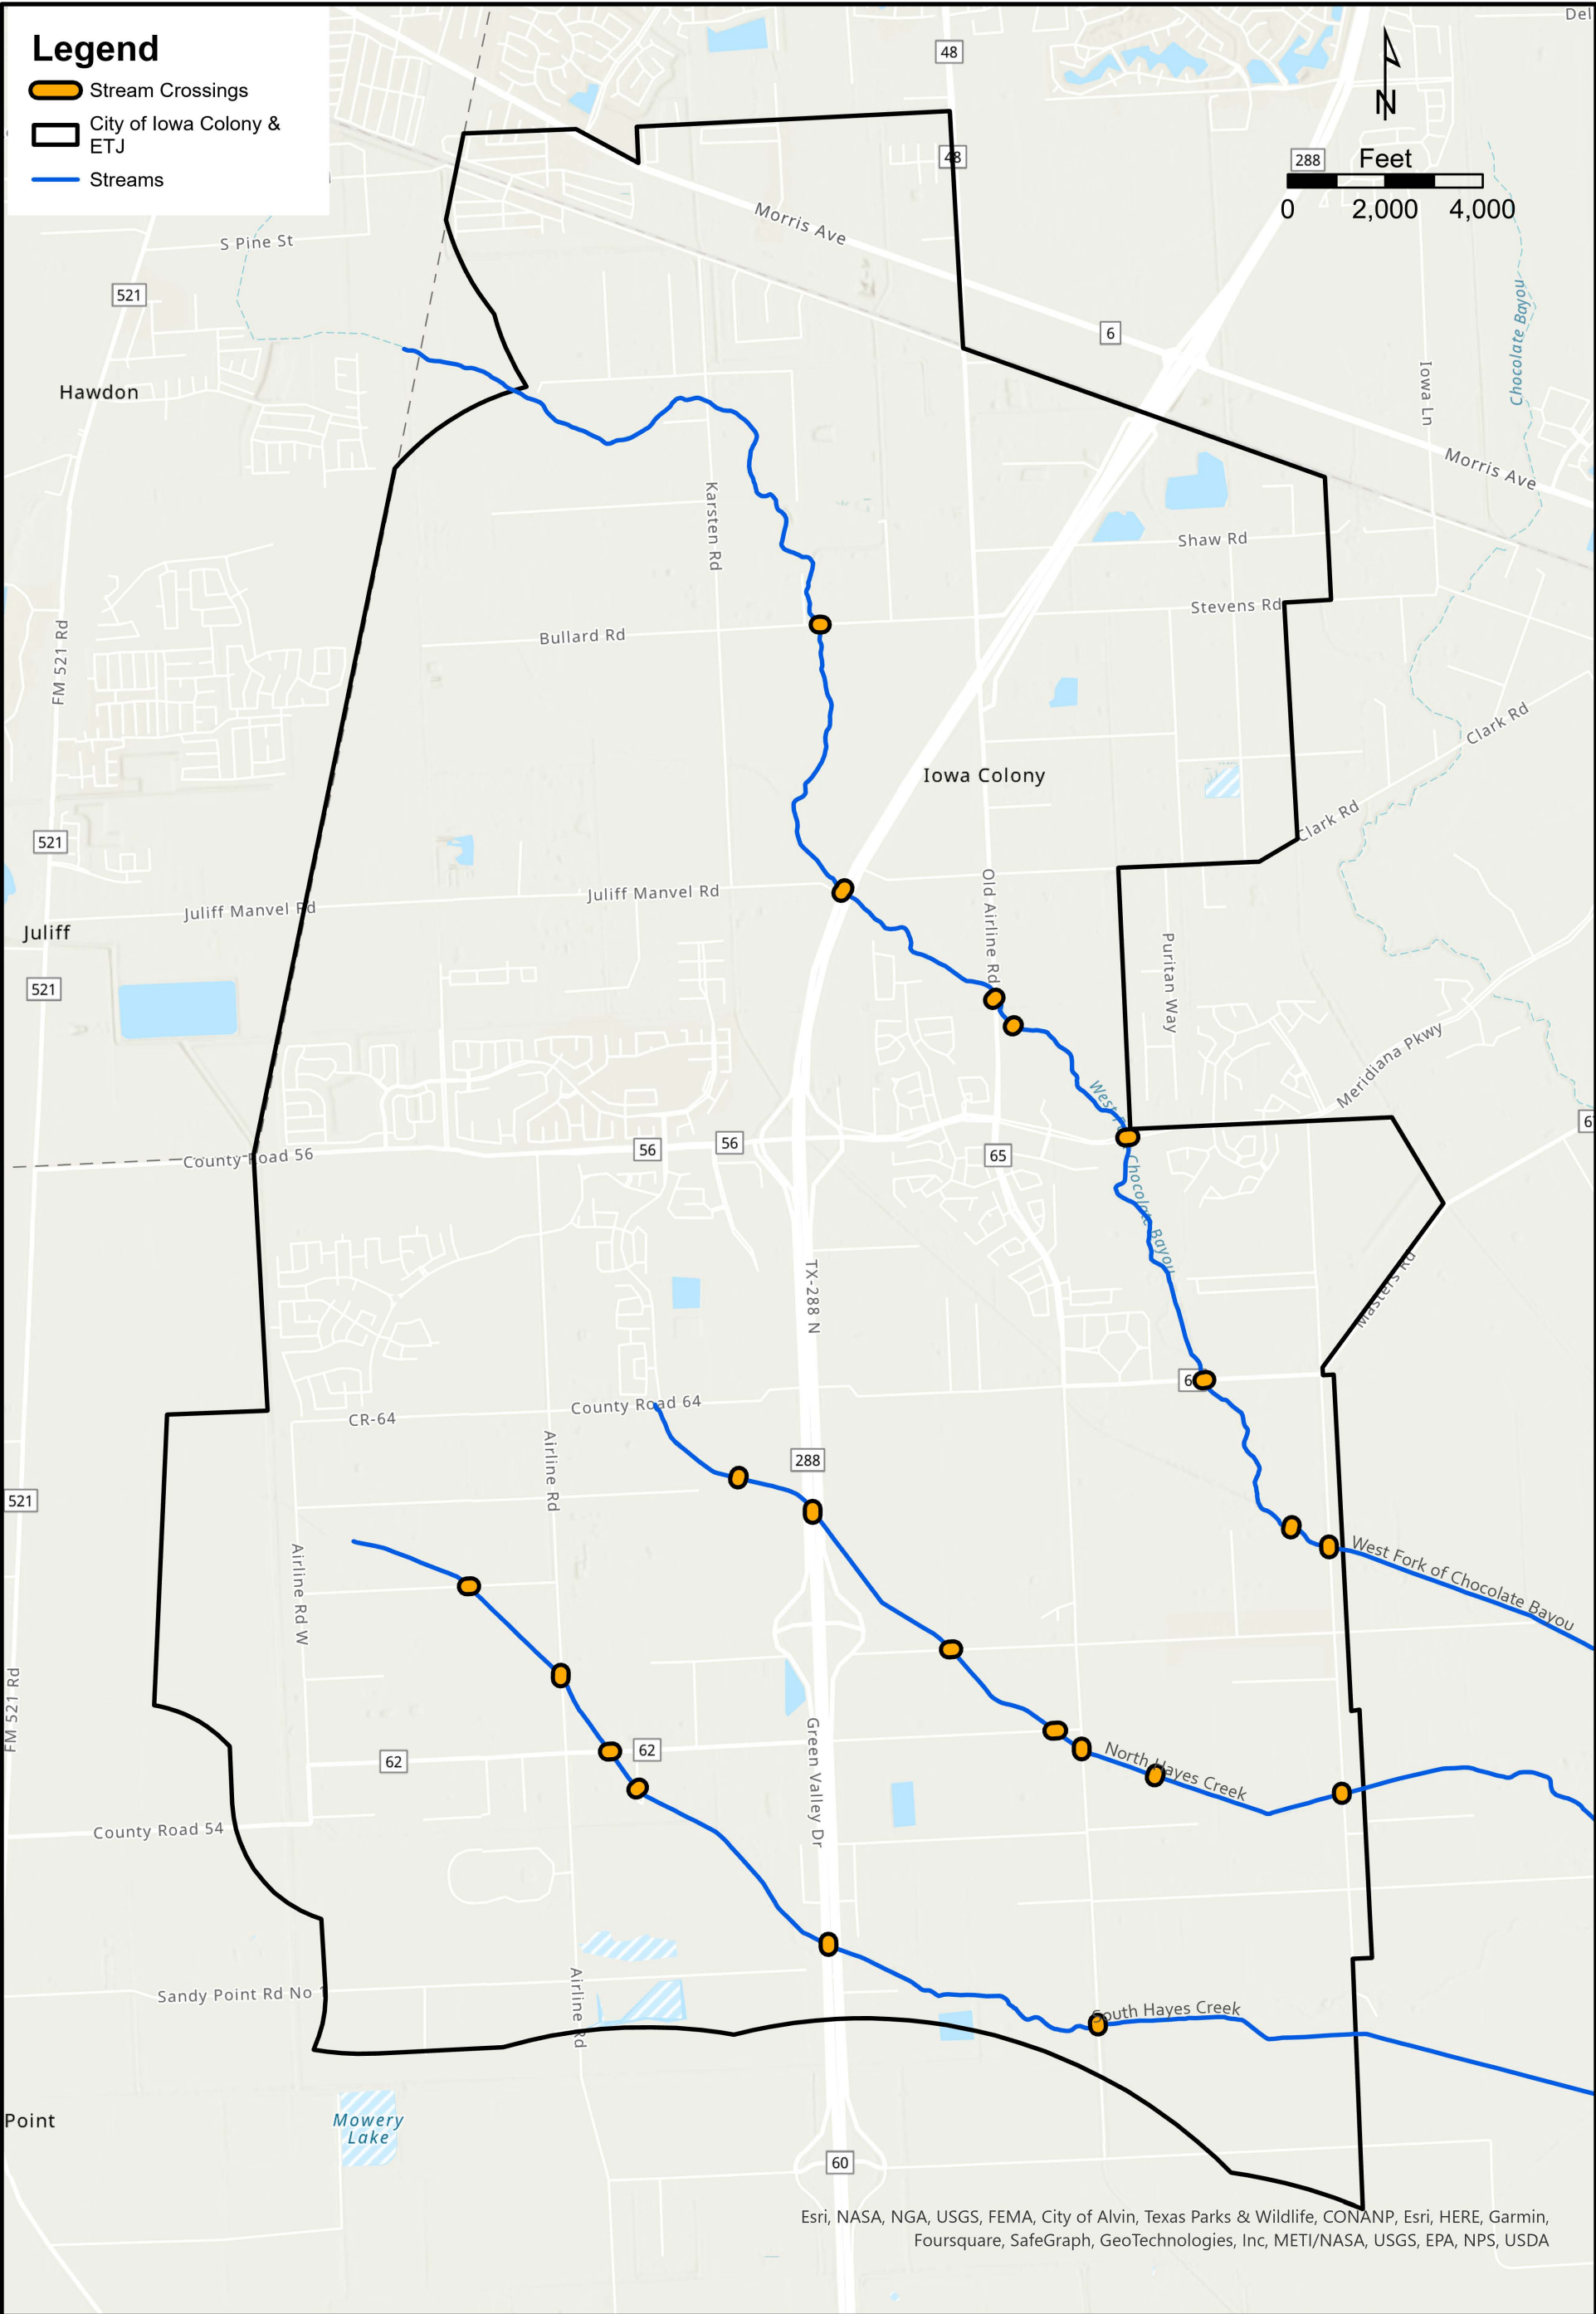 Legend
Stream Crossings
City of Iowa Colony &
ETJ
Streams
48
48
N
288
Feet
0 2,000 4,000
Morris Ave
S Pine St
521
6
Chocolate Bayou
Hawdon
Iowa Ln
Morris Ave
Karsten Rd
Shaw Rd
Stevens Rd
Bullard Rd
FM 521 Rd
Clark Rd
Iowa Colony
Clark Rd
521
Juliff Manvel Rd
Juliff Manvel Rd
Old Airline Rd
Juliff
521
Puritan Way
Meridiana Pkwy
West
Chocolate Bayou
56
56
65
County Road 56
TX-288 N
Masters Rd
County Road 64
CR-64
Airline Rd
288
521
Airline Rd W
West Fork of Chocolate Bayou
FM 521 Rd
Green Valley Dr
62
62
North Hayes Creek
County Road 54
Sandy Point Rd No
Airline Rd
South Hayes Creek
Point
Mowery
Lake
60
Esri, NASA, NGA, USGS, FEMA, City of Alvin, Texas Parks & Wildlife, CONANP, Esri, HERE, Garmin,
Foursquare, SafeGraph, GeoTechnologies, Inc, METI/NASA, USGS, EPA, NPS, USDA